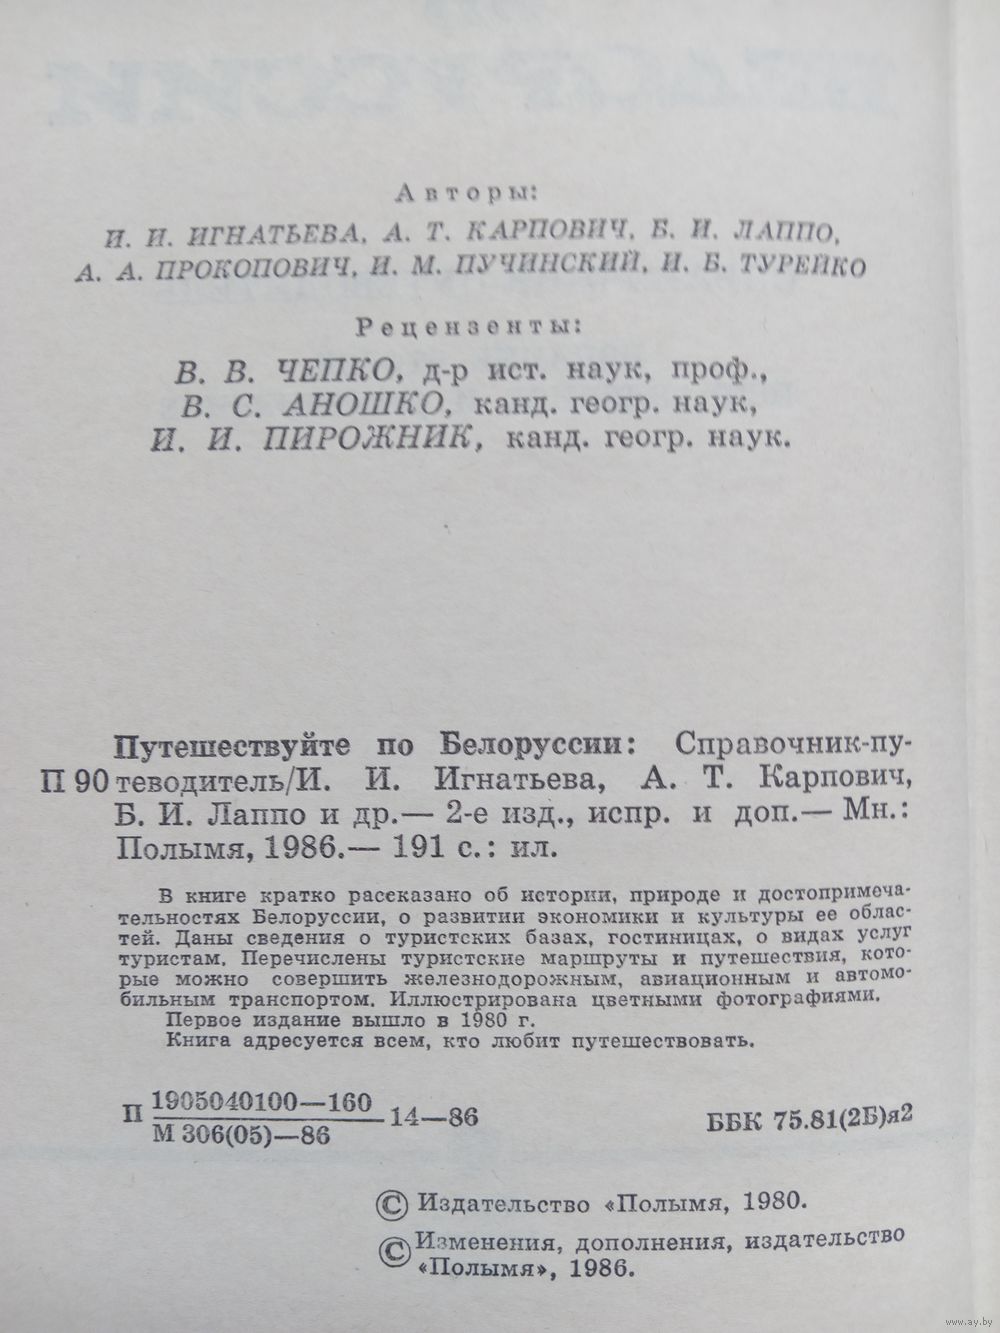 Авторы:
И. И. ИГНАТЬЕВА, А. Т. КАРПОВИЧ, Б. И. ЛАППО,
А. А. ПРОКОПОВИЧ, И. М. ПУЧИНСКИЙ, И. Б. ТУРЕЙКО
Рецензенты:
В. В. ЧЕПКО, д-р ист. наук, проф.,
В. С. АНОШКО, канд. геогр. наук,
И. И. ПИРОЖНИК, канд. геогр. наук.
Путешествуйте по Белоруссии: Справочник-пу-
П 90 теводитель/И. И. Игнатьева, А. Т. Карпович,
Б. И. Лаппо и др.— 2-е изд., испр. и доп.— Мн.:
Полымя, 1986.— 191 с.: ил.
В книге кратко рассказано об истории, природе и достопримеча-
тельностях Белоруссии, о развитии экономики и культуры ее облас-
тей. Даны сведения о туристских базах, гостиницах, о видах услуг
туристам. Перечислены туристские маршруты и путешествия, кото-
рые можно совершить железнодорожным, авиационным и автомо-
бильным транспортом. Иллюстрирована цветными фотографиями.
Первое издание вышло в 1980 г.
Книга адресуется всем, кто любит путешествовать.
П 1905040100—160
М 306(05)—86 14—86 ББК 75.81(2Б)я2
© Издательство «Полымя, 1980.
© Изменения, дополнения, издательство
«Полымя», 1986.
www.ay.by